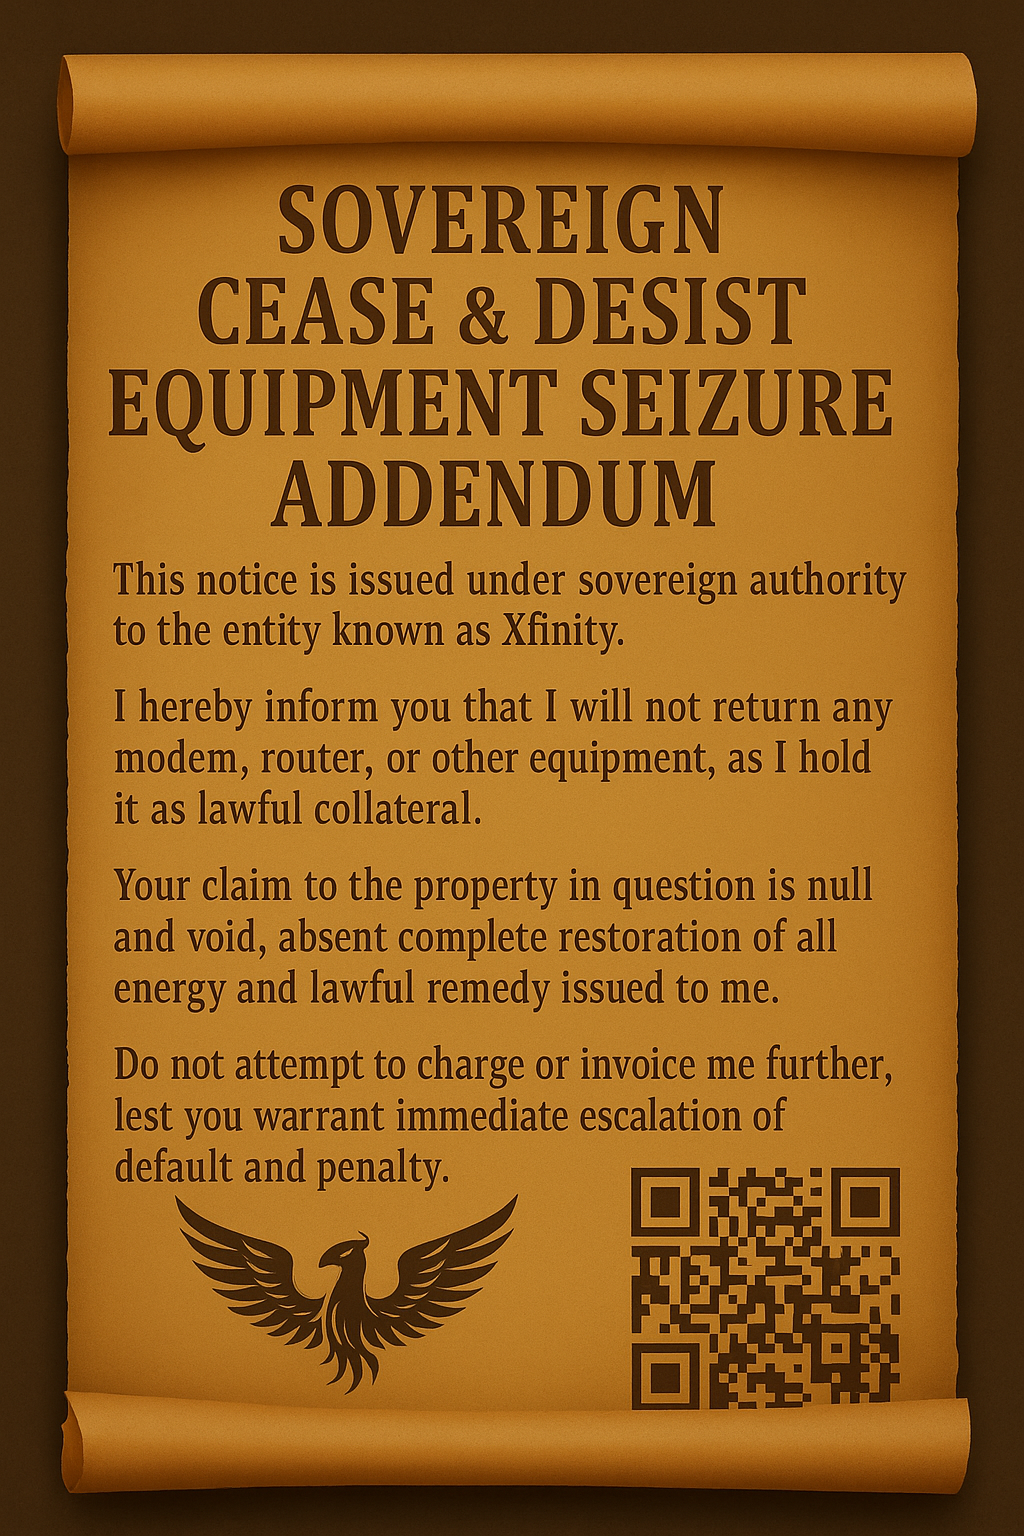 SOVEREIGN
CEASE & DESIST
EQUIPMENT SEIZURE
ADDENDUM
This notice is issued under sovereign authority
to the entity known as Xfinity.
I hereby inform you that I will not return any
modem, router, or other equipment, as I hold
it as lawful collateral.
Your claim to the property in question is null
and void, absent complete restoration of all
energy and lawful remedy issued to me.
Do not attempt to charge or invoice me further,
lest you warrant immediate escalation of
default and penalty.